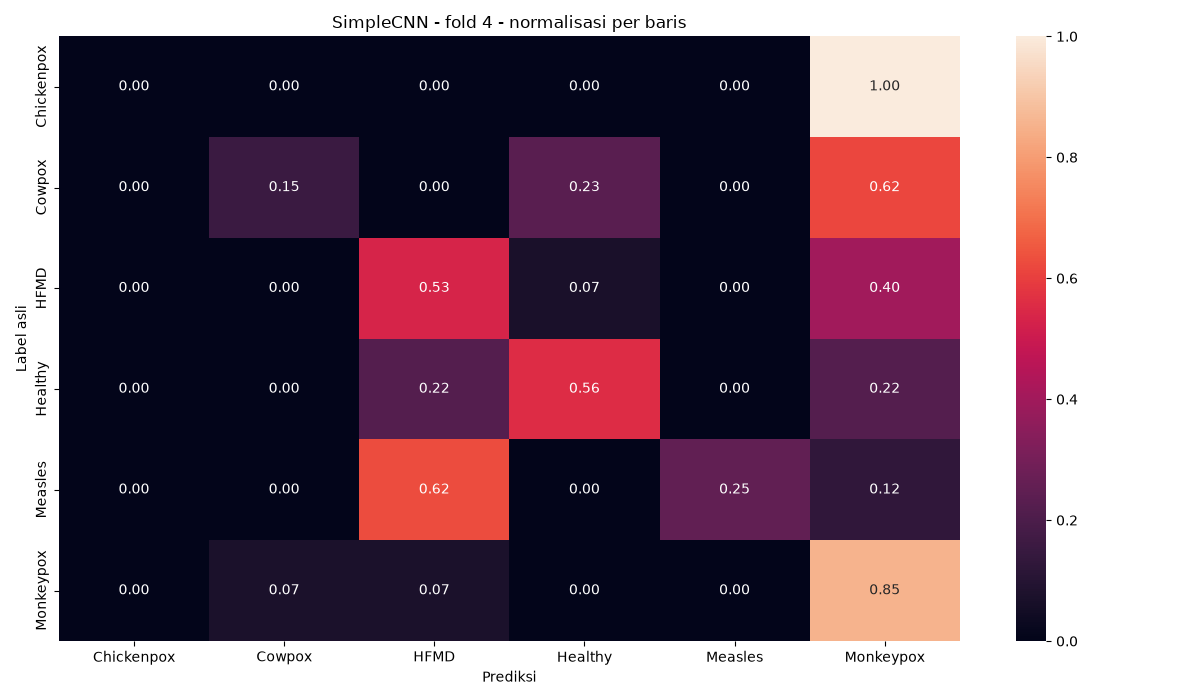 SimpleCNN - fold 4 - normalisasi per baris
Label asli
Chickenpox 0.00 0.00 0.00 0.00 0.00 1.00
Cowpox 0.00 0.15 0.00 0.23 0.00 0.62
HFMD 0.00 0.00 0.53 0.07 0.00 0.40
Healthy 0.00 0.00 0.22 0.56 0.00 0.22
Measles 0.00 0.00 0.62 0.00 0.25 0.12
Monkeypox 0.00 0.07 0.07 0.00 0.00 0.85
Chickenpox Cowpox HFMD Healthy Measles Monkeypox
Prediksi
1.0
0.8
0.6
0.4
0.2
0.0